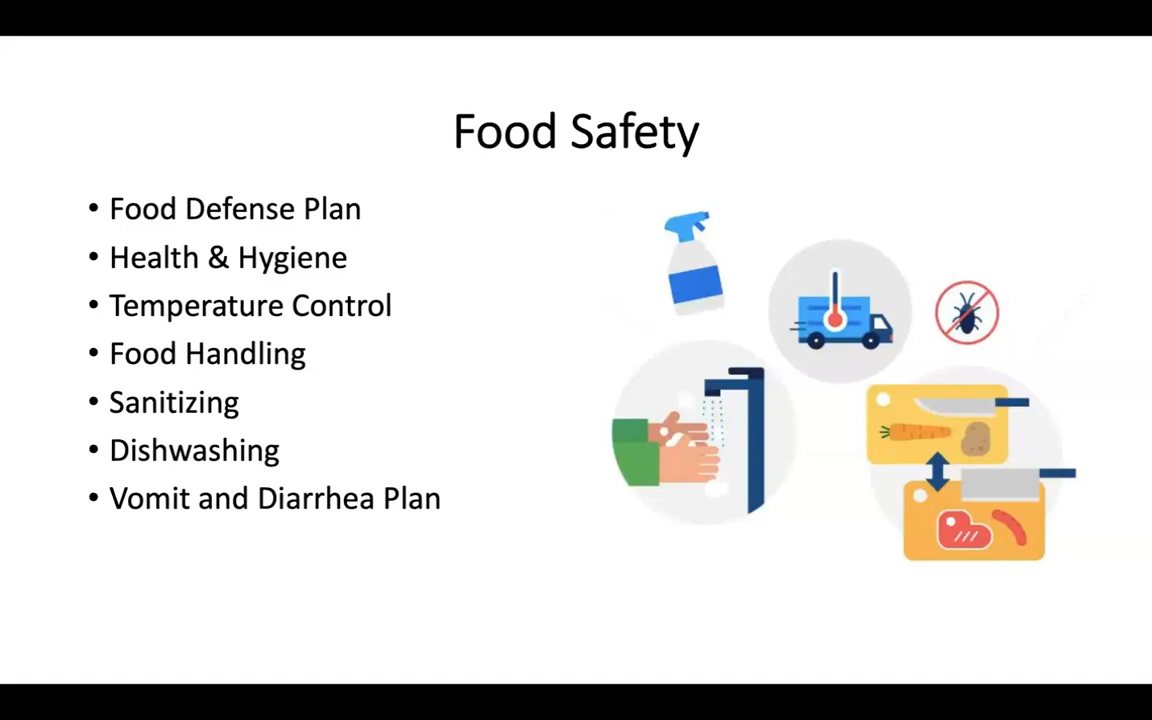 Food Safety
• Food Defense Plan
• Health & Hygiene
• Temperature Control
• Food Handling
• Sanitizing
• Dishwashing
• Vomit and Diarrhea Plan